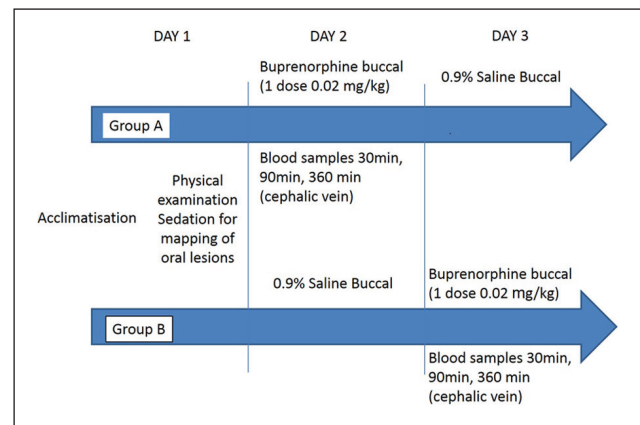 DAY 1
DAY 2
DAY 3
Buprenorphine buccal
(1 dose 0.02 mg/kg)
0.9% Saline Buccal
Group A
Blood samples 30min,
90min, 360 min
(cephalic vein)
Acclimatisation
Physical
examination
Sedation for
mapping of
oral lesions
0.9% Saline Buccal
Buprenorphine buccal
(1 dose 0.02 mg/kg)
Group B
Blood samples 30min,
90min, 360 min
(cephalic vein)